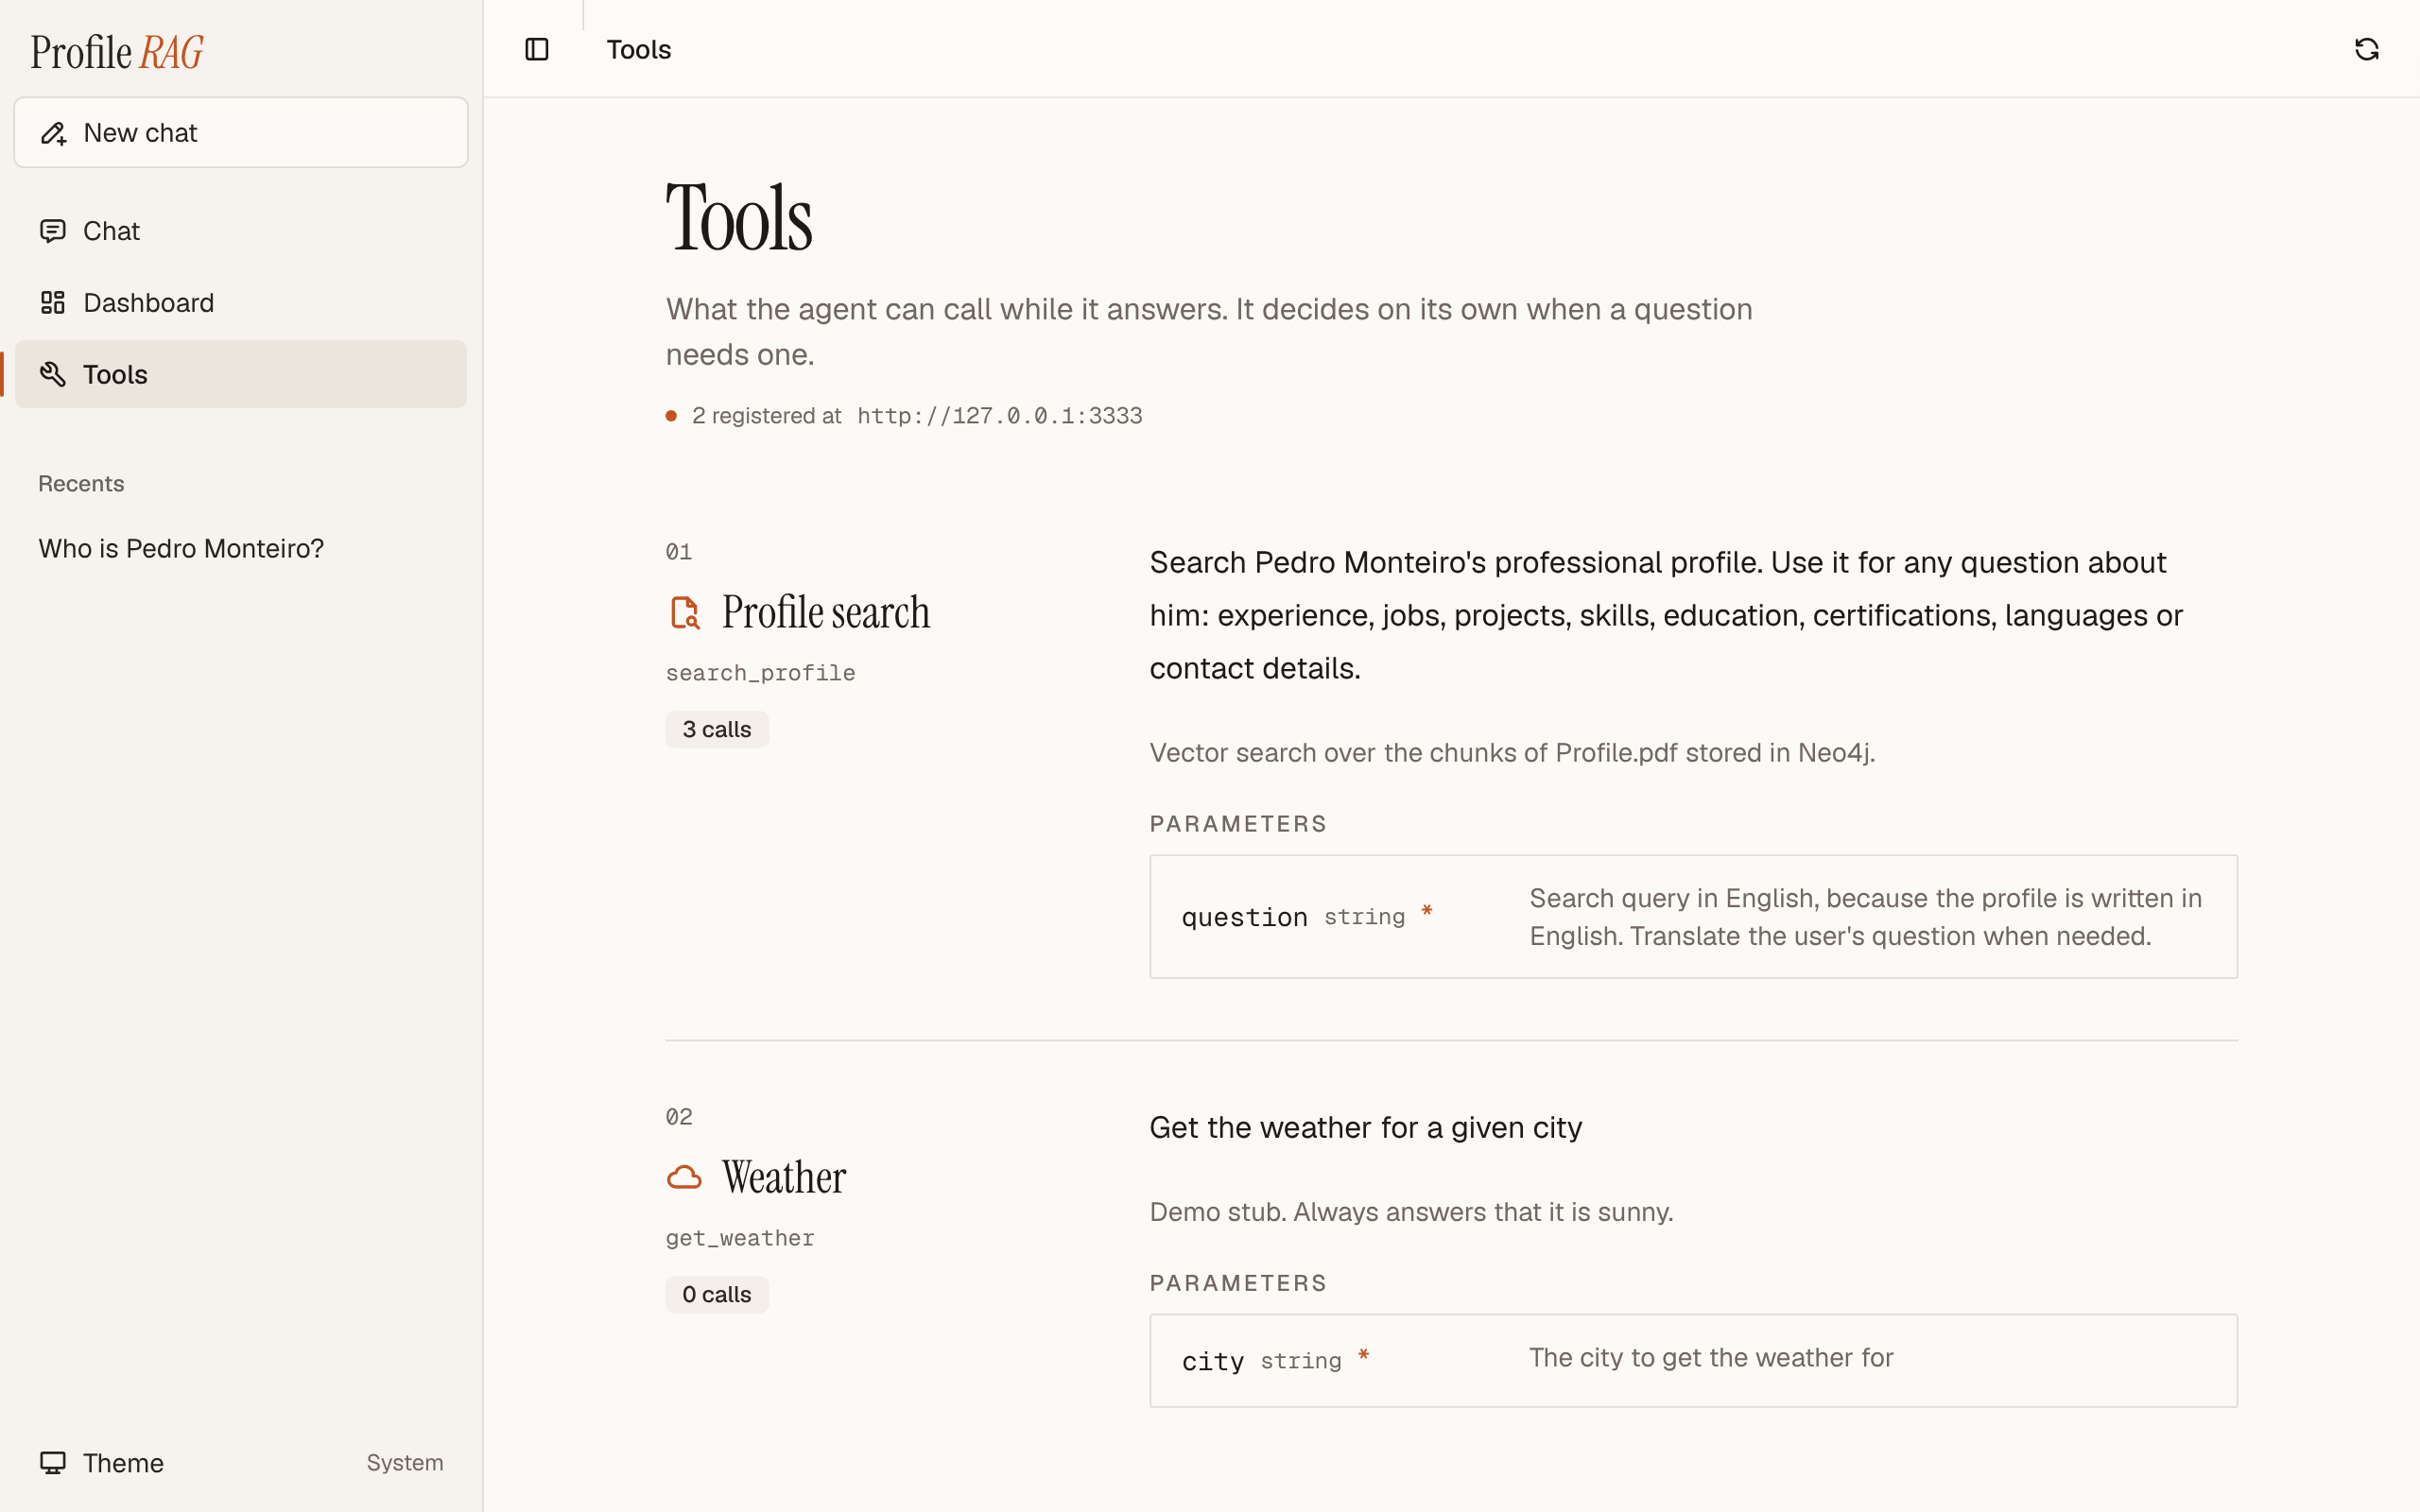 Profile RAG
New chat
Chat
Dashboard
Tools
Recents
Who is Pedro Monteiro?
Theme
System
Tools
Tools
What the agent can call while it answers. It decides on its own when a question
needs one.
2 registered at http://127.0.0.1:3333
01
Profile search
search_profile
3 calls
Search Pedro Monteiro's professional profile. Use it for any question about
him: experience, jobs, projects, skills, education, certifications, languages or
contact details.
Vector search over the chunks of Profile.pdf stored in Neo4j.
PARAMETERS
question string *
Search query in English, because the profile is written in
English. Translate the user's question when needed.
02
Weather
get_weather
0 calls
Get the weather for a given city
Demo stub. Always answers that it is sunny.
PARAMETERS
city string *
The city to get the weather for